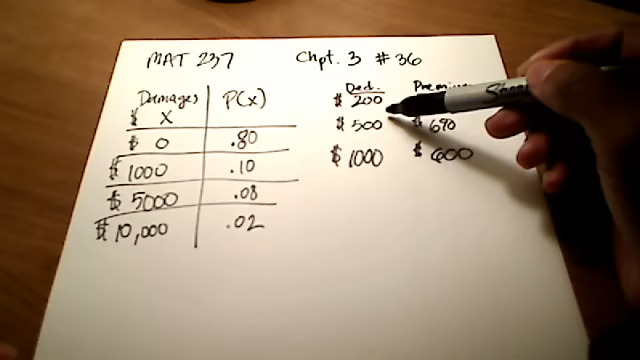 MAT 237
Chpt. 3 # 36
Damages
$ X
P(x)
$ 0 .80
$ 1000 .10
$ 5000 .08
$ 10,000 .02
Ded.
$ 200
$ 500 $ 690
$ 1000 $ 600